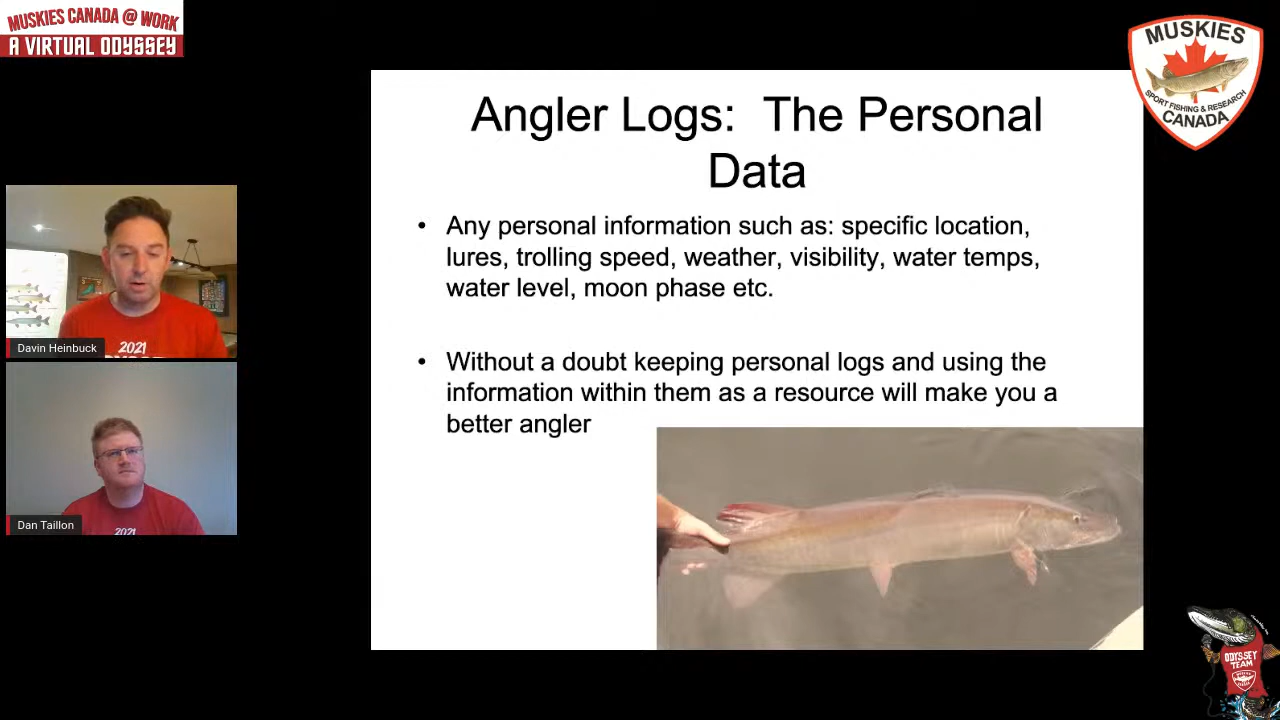 MUSKIES CANADA @ WORK
A VIRTUAL ODYSSEY
MUSKIES
SPORT FISHING & RESEARCH
CANADA
Angler Logs: The Personal
Data
• Any personal information such as: specific location,
lures, trolling speed, weather, visibility, water temps,
water level, moon phase etc.
• Without a doubt keeping personal logs and using the
information within them as a resource will make you a
better angler
2021
Davin Heinbuck
2021
Dan Taillon
ODYSSEY
TEAM